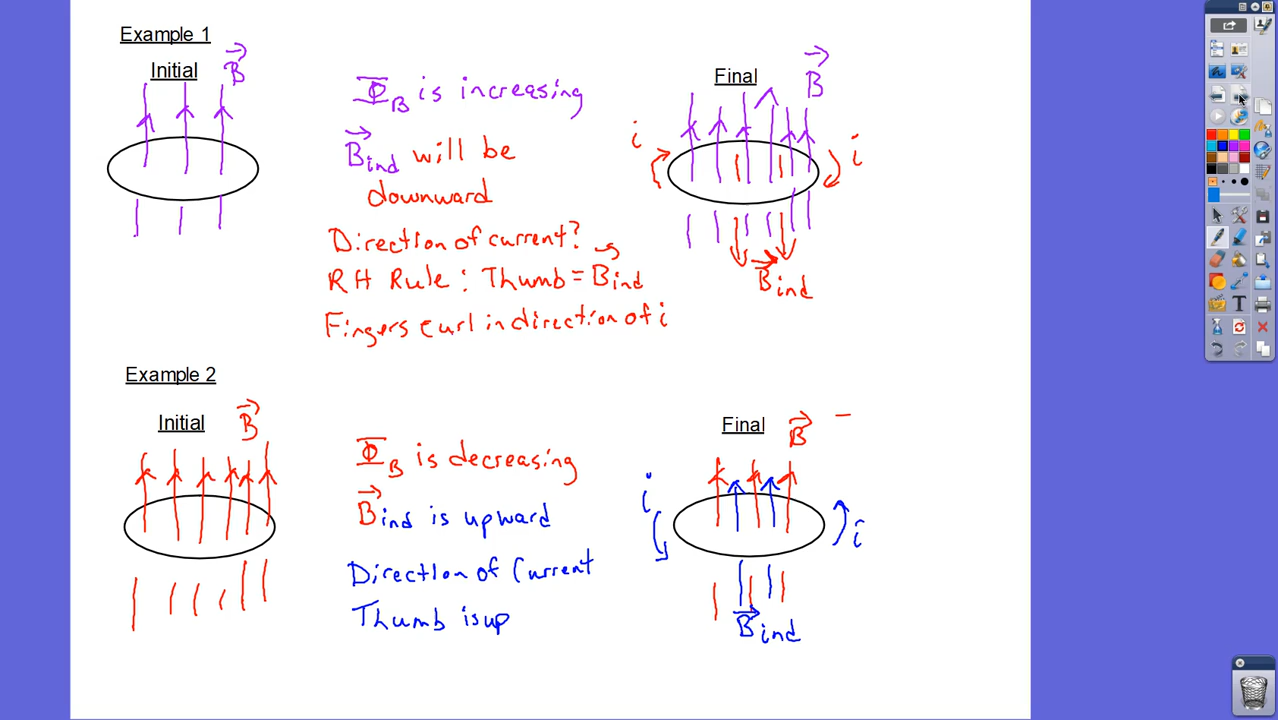 Example 1
Initial
B
Φ_B is increasing
B_ind will be
downward
Direction of current?
RH Rule : Thumb = B_ind
Fingers curl in direction of i
Final
B
i
i
B_ind
Example 2
Initial
B
Φ_B is decreasing
B_ind is upward
Direction of Current
Thumb is up
Final
B
i
i
B_ind